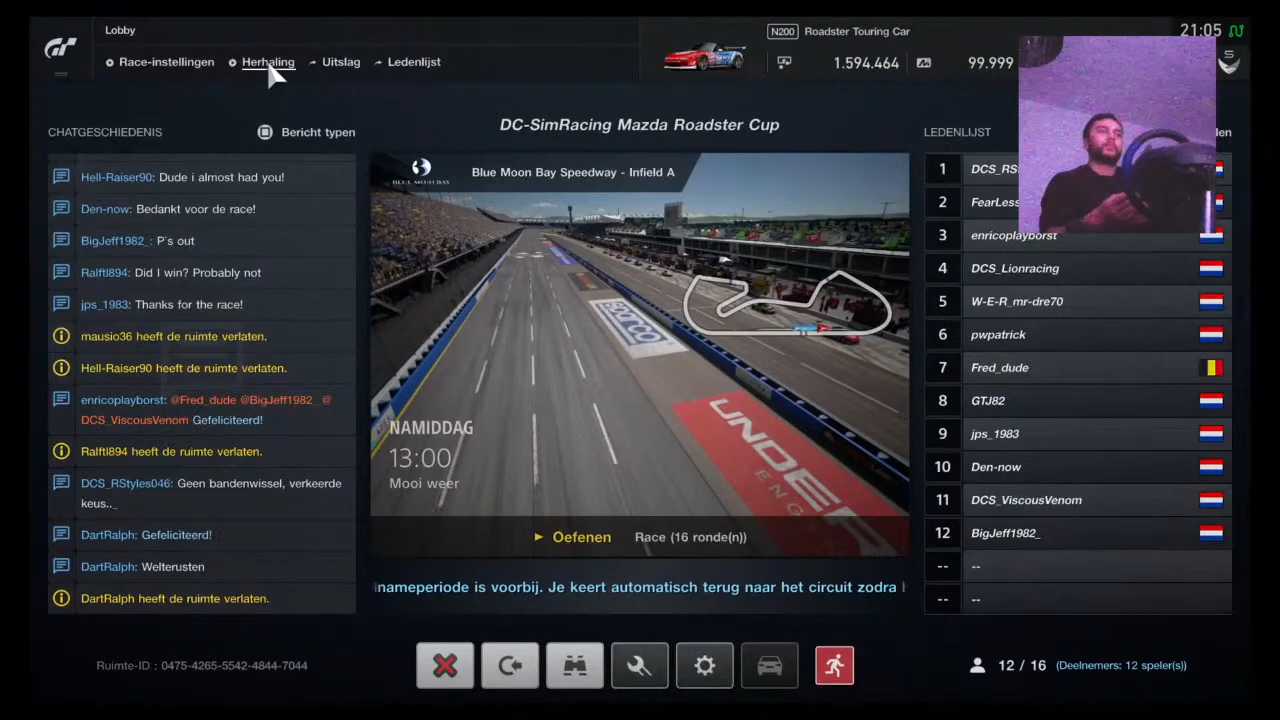 Lobby
N200 Roadster Touring Car
21:05
Race-instellingen Herhaling Uitslag Ledenlijst
1.594.464 99.999
S
CHATGESCHIEDENIS
Bericht typen
Hell-Raiser90: Dude i almost had you!
Den-now: Bedankt voor de race!
BigJeff1982_: P's out
Ralftl894: Did I win? Probably not
jps_1983: Thanks for the race!
mausio36 heeft de ruimte verlaten.
Hell-Raiser90 heeft de ruimte verlaten.
enricoplayborst: @Fred_dude @BigJeff1982_ @
DCS_ViscousVenom Gefeliciteerd!
Ralftl894 heeft de ruimte verlaten.
DCS_RStyles046: Geen bandenwissel, verkeerde
keus.._
DartRalph: Gefeliciteerd!
DartRalph: Welterusten
DartRalph heeft de ruimte verlaten.
DC-SimRacing Mazda Roadster Cup
BLUE MOON BAY
Blue Moon Bay Speedway - Infield A
sparco
UNDER
ENG
NAMIDDAG
13:00
Mooi weer
Oefenen Race (16 ronde(n))
nameperiode is voorbij. Je keert automatisch terug naar het circuit zodra
LEDENLIJST
len
1 DCS_RS
2 FearLess
3 enricoplayborst
4 DCS_Lionracing
5 W-E-R_mr-dre70
6 pwpatrick
7 Fred_dude
8 GTJ82
9 jps_1983
10 Den-now
11 DCS_ViscousVenom
12 BigJeff1982_
-- --
-- --
Ruimte-ID : 0475-4265-5542-4844-7044
12 / 16 (Deelnemers: 12 speler(s))